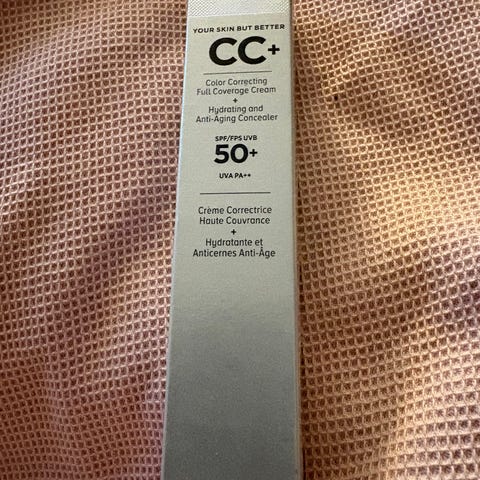 YOUR SKIN BUT BETTER
CC+
Color Correcting
Full Coverage Cream
+
Hydrating and
Anti-Aging Concealer
SPF/FPS UVB
50+
UVA PA++
Crème Correctrice
Haute Couvrance
+
Hydratante et
Anticernes Anti-Âge